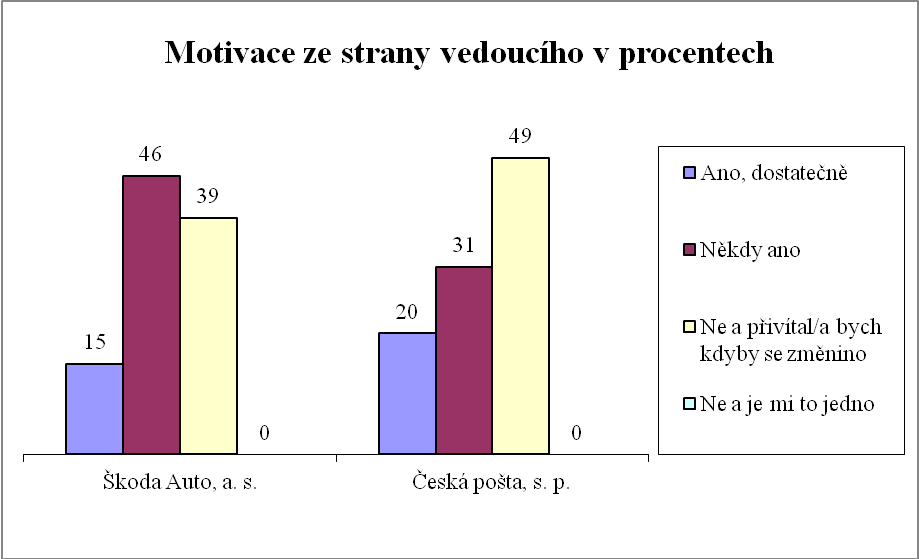 Motivace ze strany vedoucího v procentech
46
39
15
0
49
31
20
0
Škoda Auto, a. s.
Česká pošta, s. p.
Ano, dostatečně
Někdy ano
Ne a přivítal/a bych
kdyby se změnino
Ne a je mi to jedno